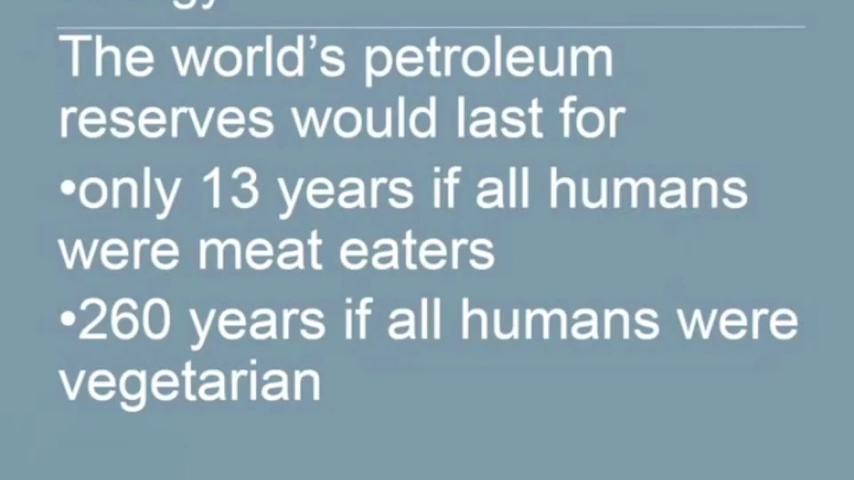 The world's petroleum
reserves would last for
•only 13 years if all humans
were meat eaters
•260 years if all humans were
vegetarian